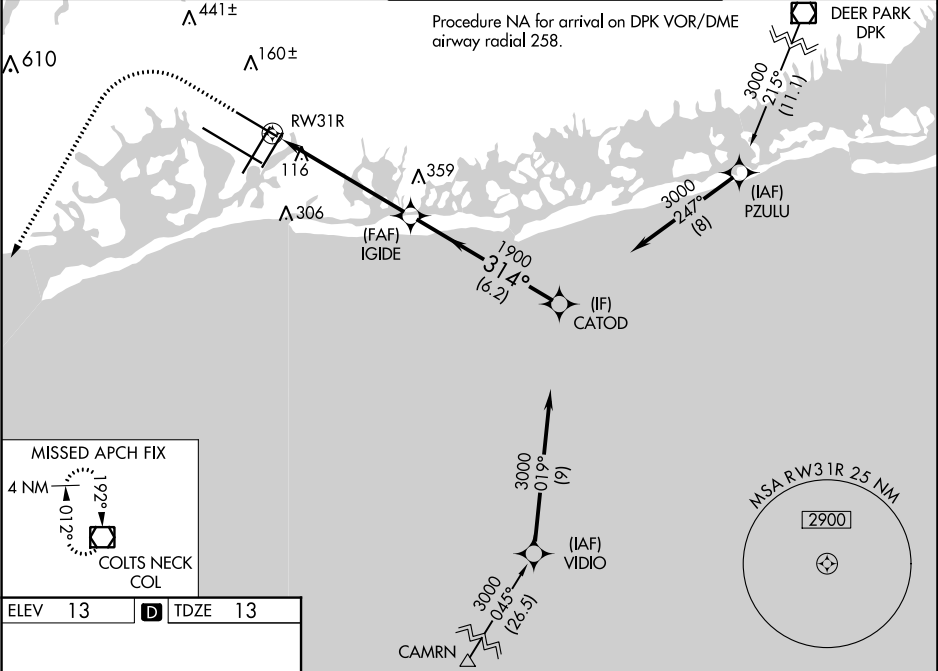 441±
Procedure NA for arrival on DPK VOR/DME
airway radial 258.
DEER PARK
DPK
610
160±
3000
215°
(11.1)
RW31R
116
359
306
(FAF)
IGIDE
3000
247°
(8)
(IAF)
PZULU
1900
314°
(6.2)
(IF)
CATOD
MISSED APCH FIX
4 NM
192°
012°
COLTS NECK
COL
3000
019°
(9)
(IAF)
VIDIO
3000
045°
(26.5)
CAMRN
MSA RW31R 25 NM
2900
ELEV 13 D TDZE 13